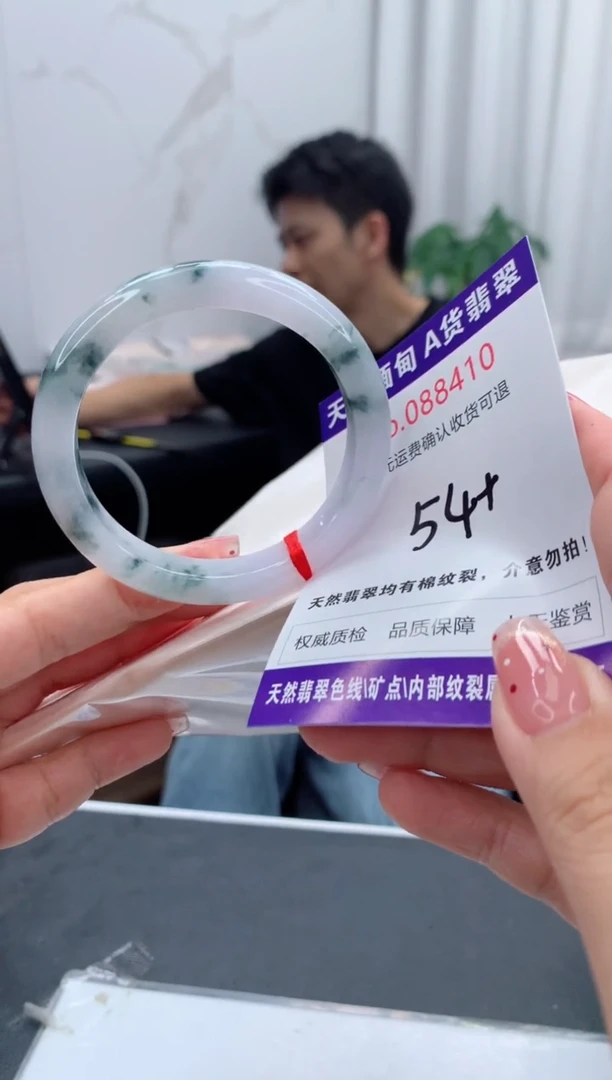 天 缅甸 A货翡翠
o.088410
运费确认收货可退
54+
天然翡翠均有棉纹裂，介意勿拍！
权威质检 品质保障 鉴赏
天然翡翠色线\矿点\内部纹裂属